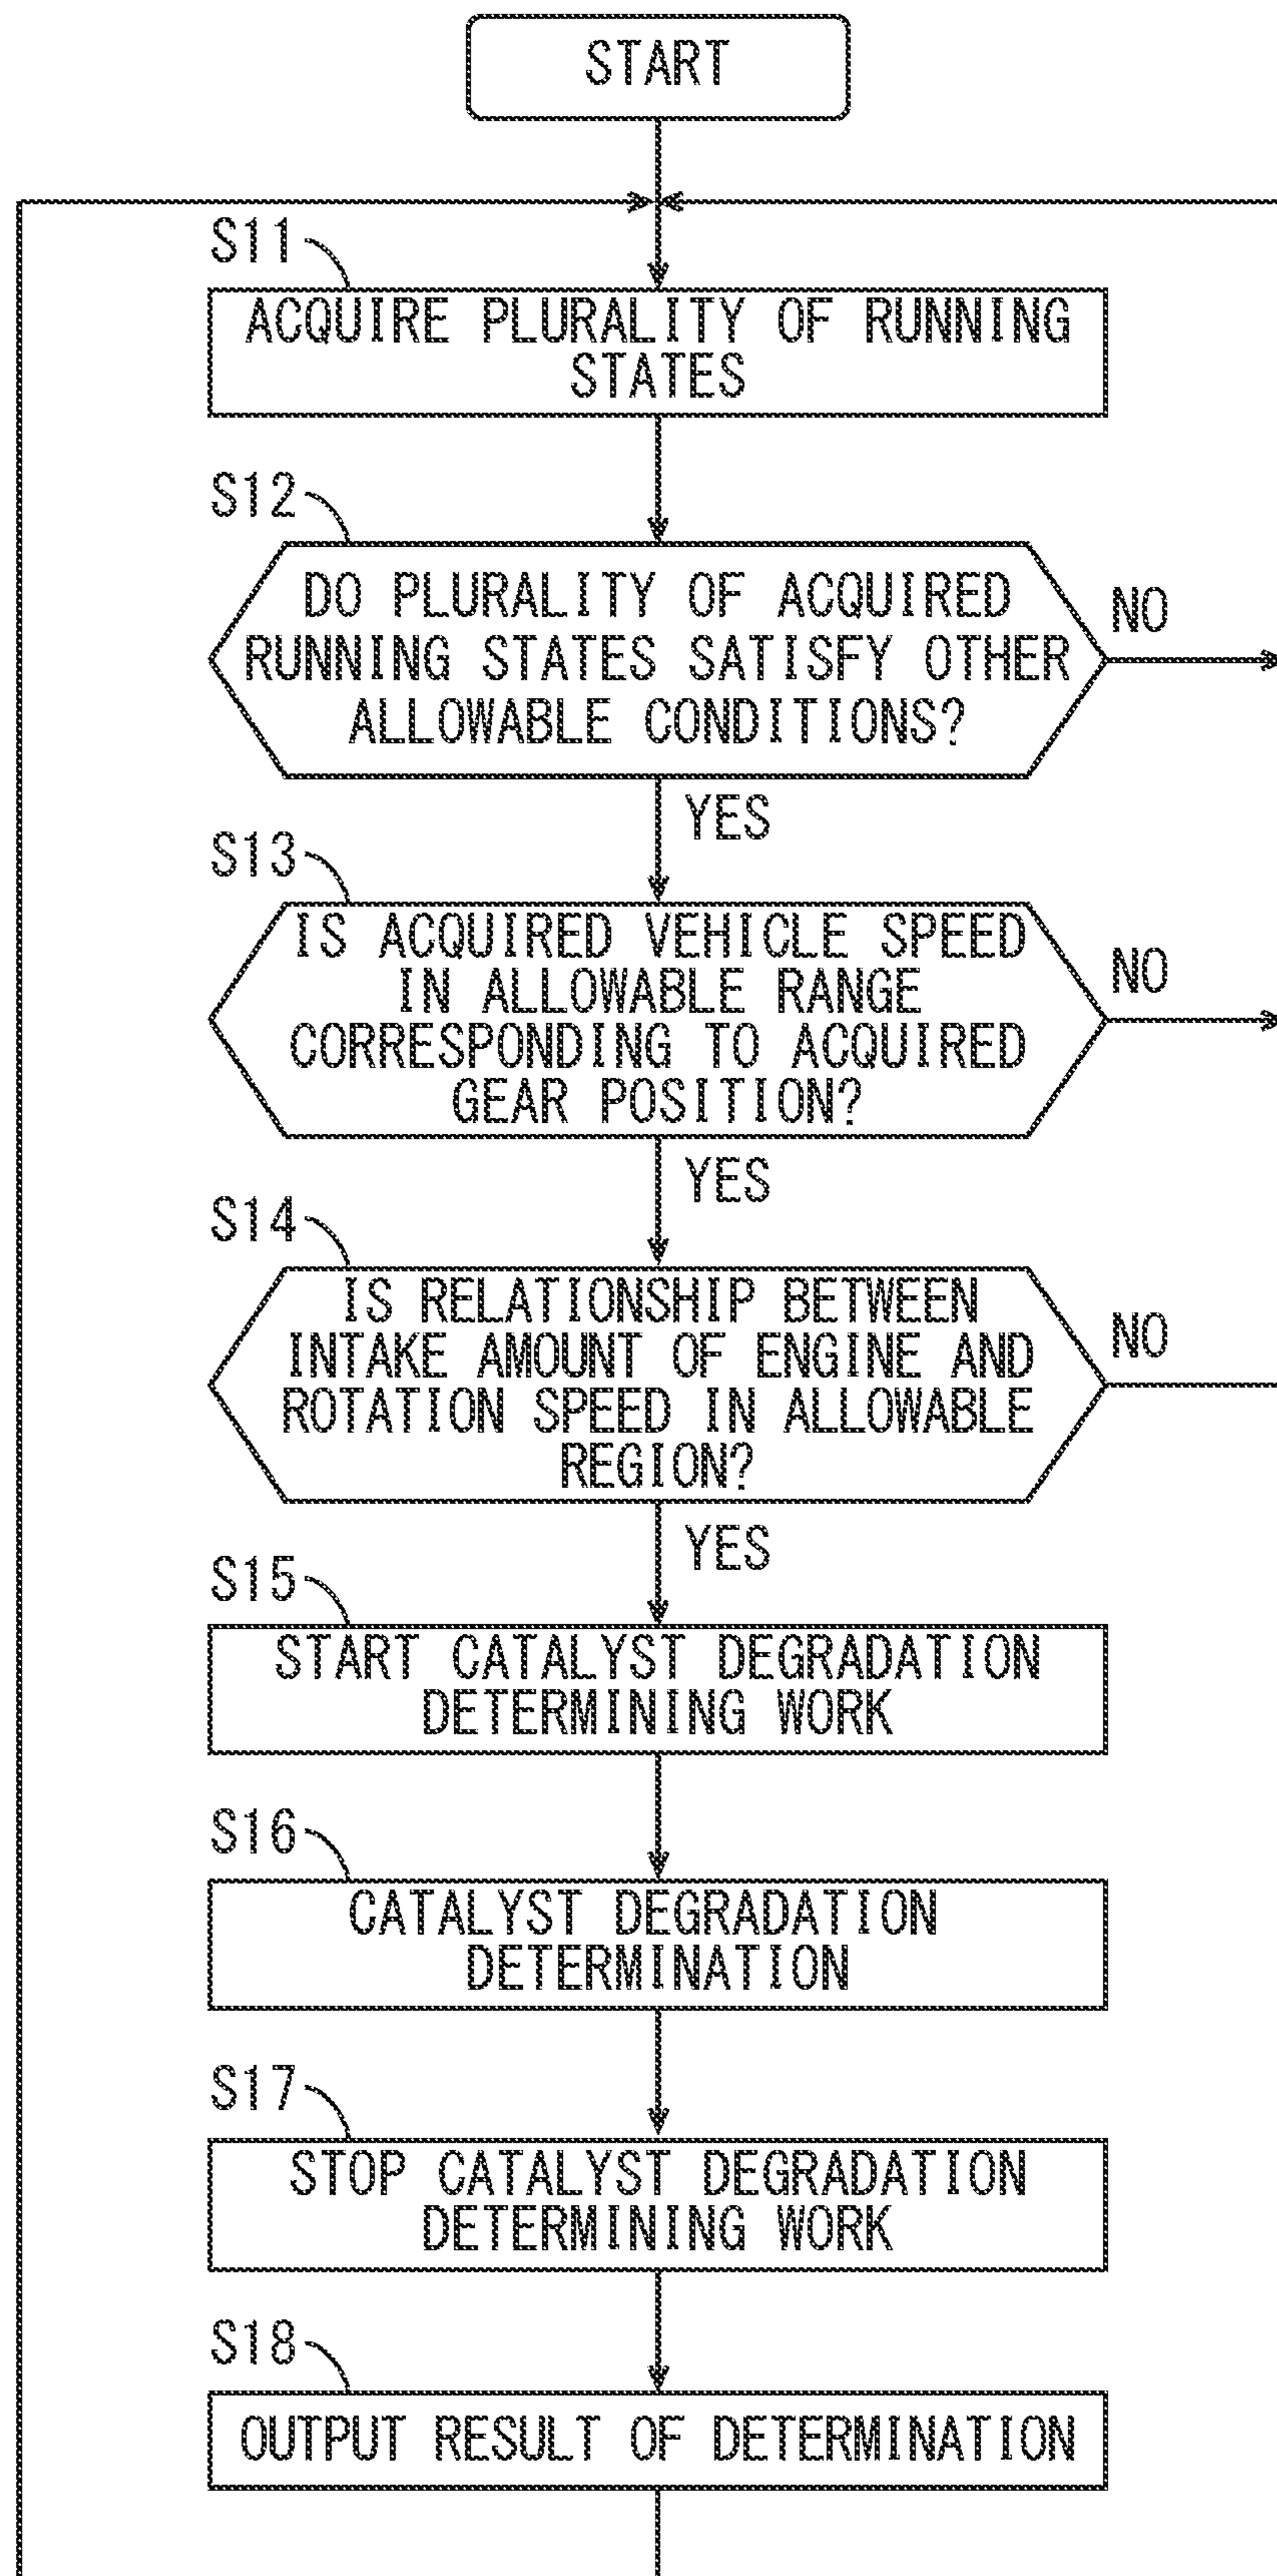 START
S11
ACQUIRE PLURALITY OF RUNNING
STATES
S12
DO PLURALITY OF ACQUIRED
RUNNING STATES SATISFY OTHER
ALLOWABLE CONDITIONS?
NO
YES
S13
IS ACQUIRED VEHICLE SPEED
IN ALLOWABLE RANGE
CORRESPONDING TO ACQUIRED
GEAR POSITION?
NO
YES
S14
IS RELATIONSHIP BETWEEN
INTAKE AMOUNT OF ENGINE AND
ROTATION SPEED IN ALLOWABLE
REGION?
NO
YES
S15
START CATALYST DEGRADATION
DETERMINING WORK
S16
CATALYST DEGRADATION
DETERMINATION
S17
STOP CATALYST DEGRADATION
DETERMINING WORK
S18
OUTPUT RESULT OF DETERMINATION